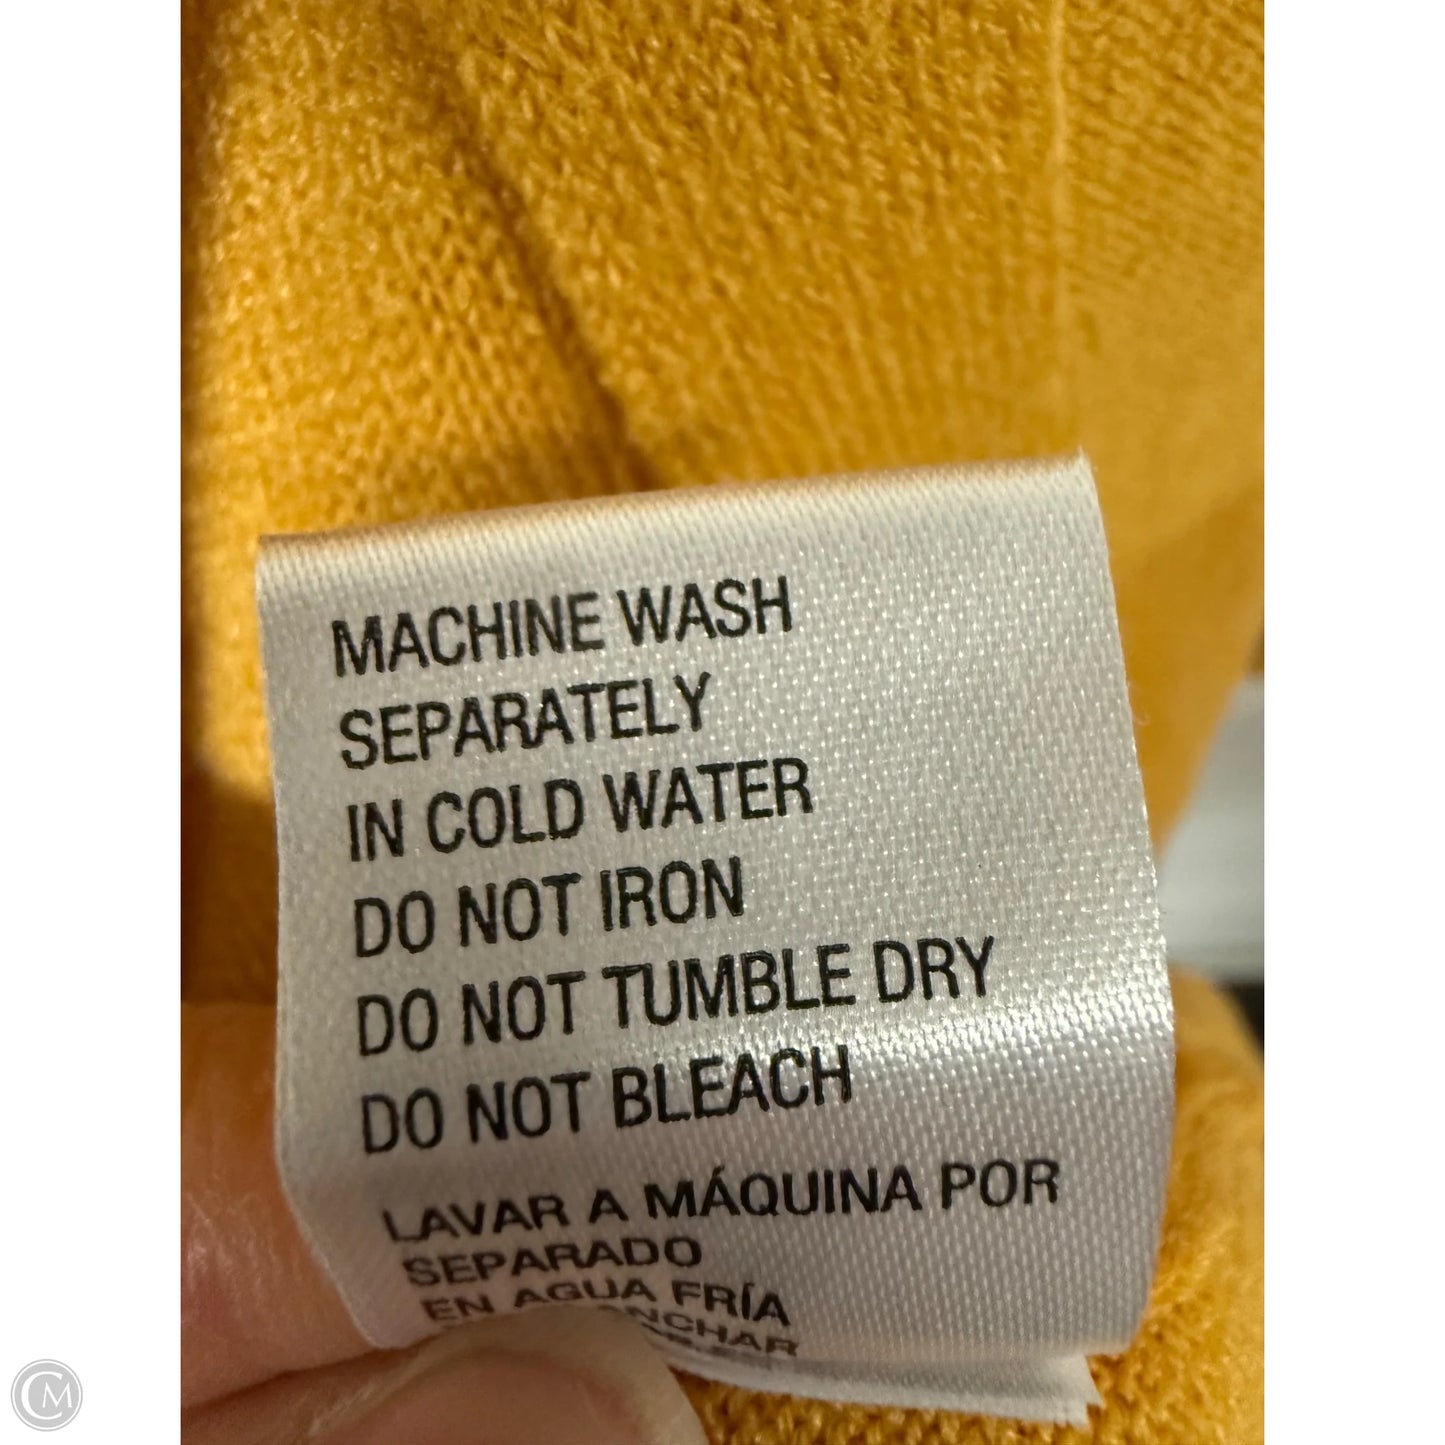 MACHINE WASH
SEPARATELY
IN COLD WATER
DO NOT IRON
DO NOT TUMBLE DRY
DO NOT BLEACH
LAVAR A MÁQUINA POR
SEPARADO
EN AGUA FRÍA
CM